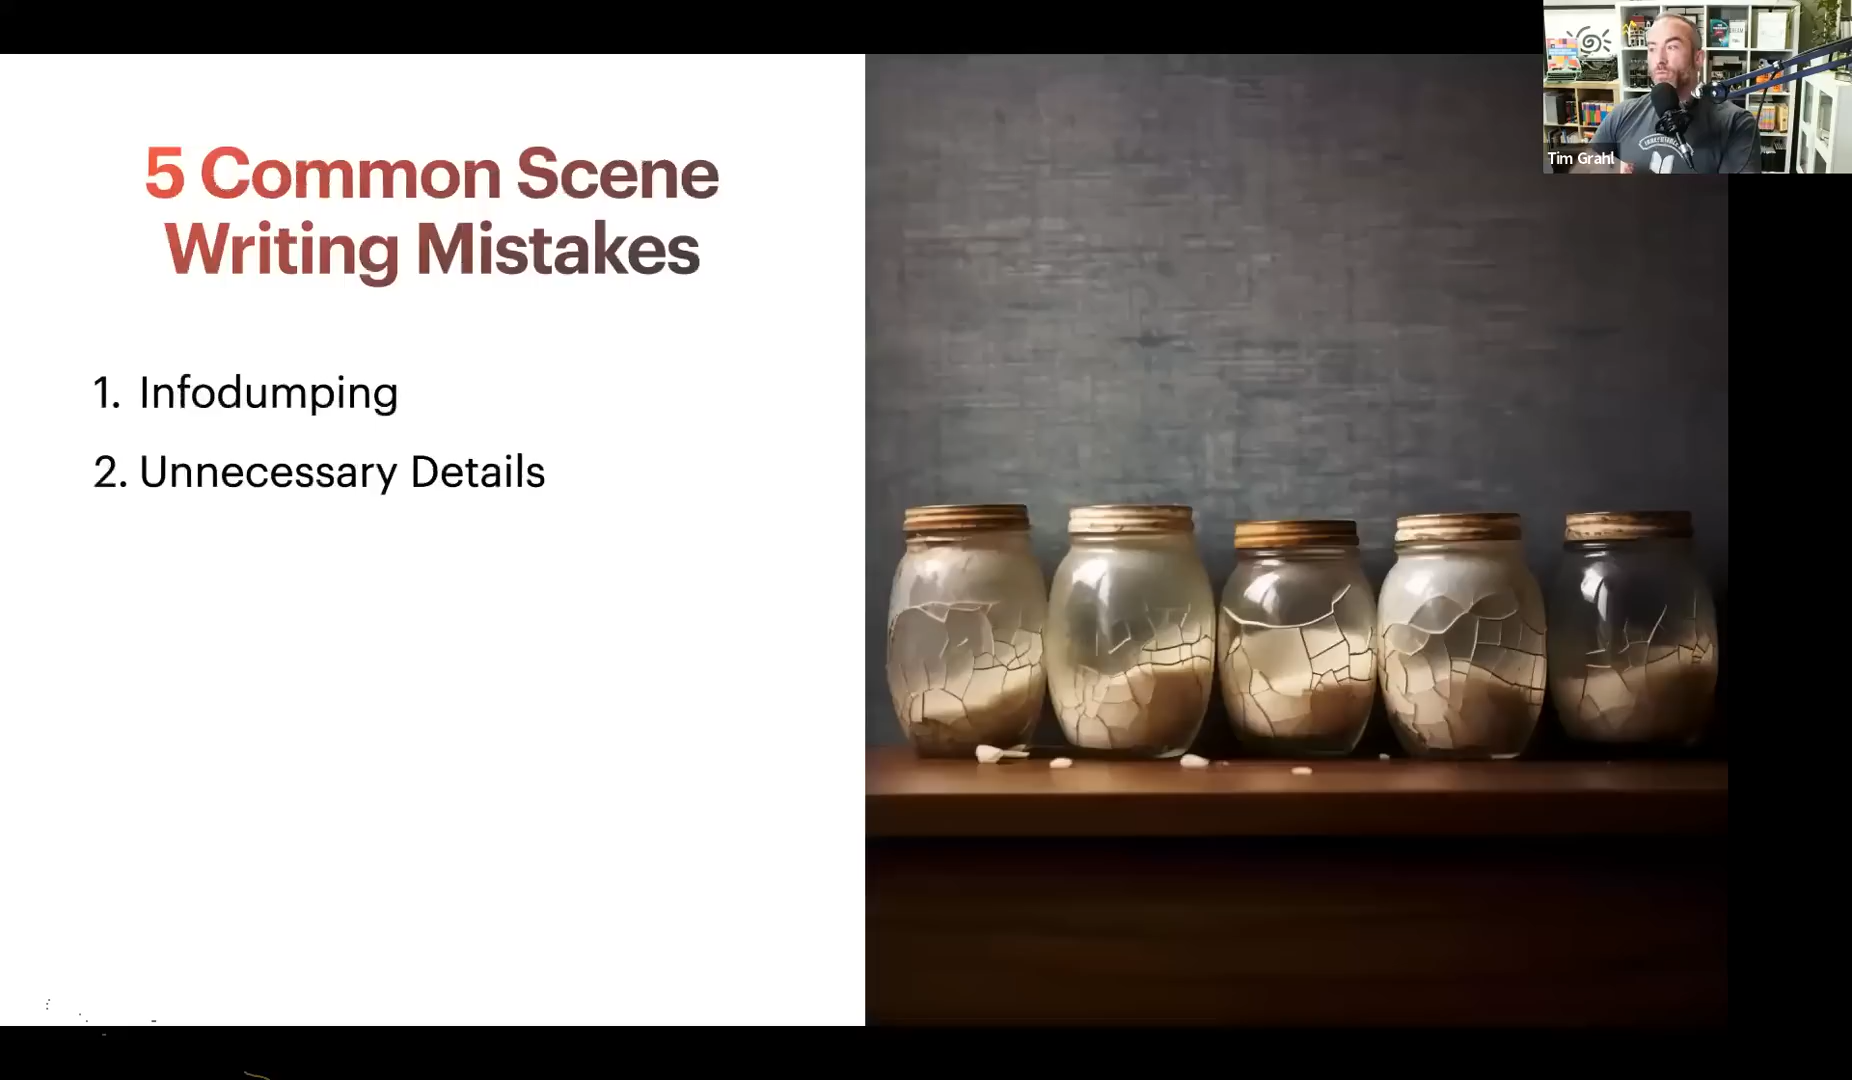 5 Common Scene
Writing Mistakes
1. Infodumping
2. Unnecessary Details
Tim Grahl